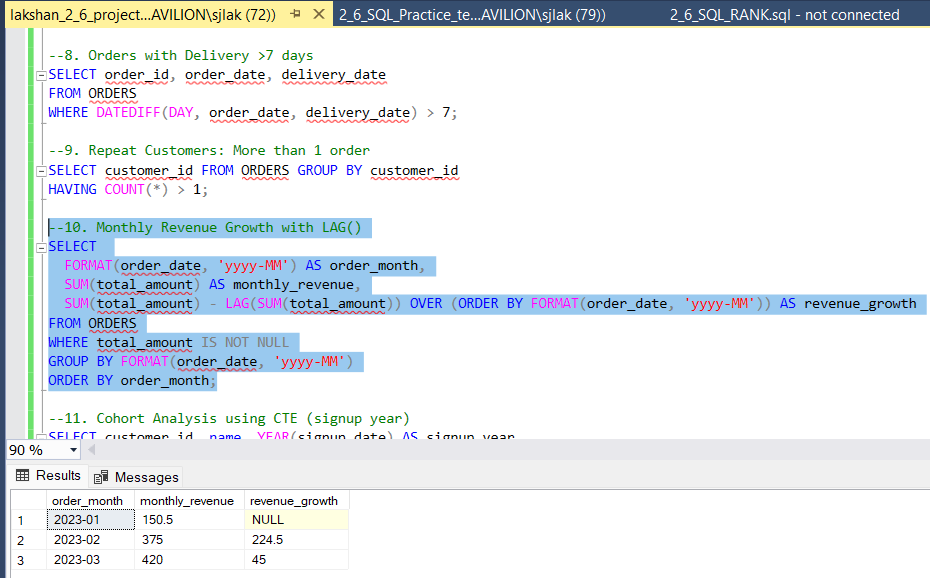 lakshan_2_6_project...AVILION\sjlak (72))
2_6_SQL_Practice_te...AVILION\sjlak (79))
2_6_SQL_RANK.sql - not connected
--8. Orders with Delivery >7 days
SELECT order_id, order_date, delivery_date
FROM ORDERS
WHERE DATEDIFF(DAY, order_date, delivery_date) > 7;
--9. Repeat Customers: More than 1 order
SELECT customer_id FROM ORDERS GROUP BY customer_id
HAVING COUNT(*) > 1;
--10. Monthly Revenue Growth with LAG()
SELECT
FORMAT(order_date, 'yyyy-MM') AS order_month,
SUM(total_amount) AS monthly_revenue,
SUM(total_amount) - LAG(SUM(total_amount)) OVER (ORDER BY FORMAT(order_date, 'yyyy-MM')) AS revenue_growth
FROM ORDERS
WHERE total_amount IS NOT NULL
GROUP BY FORMAT(order_date, 'yyyy-MM')
ORDER BY order_month;
--11. Cohort Analysis using CTE (signup year)
SELECT customer_id, name, YEAR(signup_date) AS signup_year
90 %
Results Messages
order_month monthly_revenue revenue_growth
1 2023-01 150.5 NULL
2 2023-02 375 224.5
3 2023-03 420 45